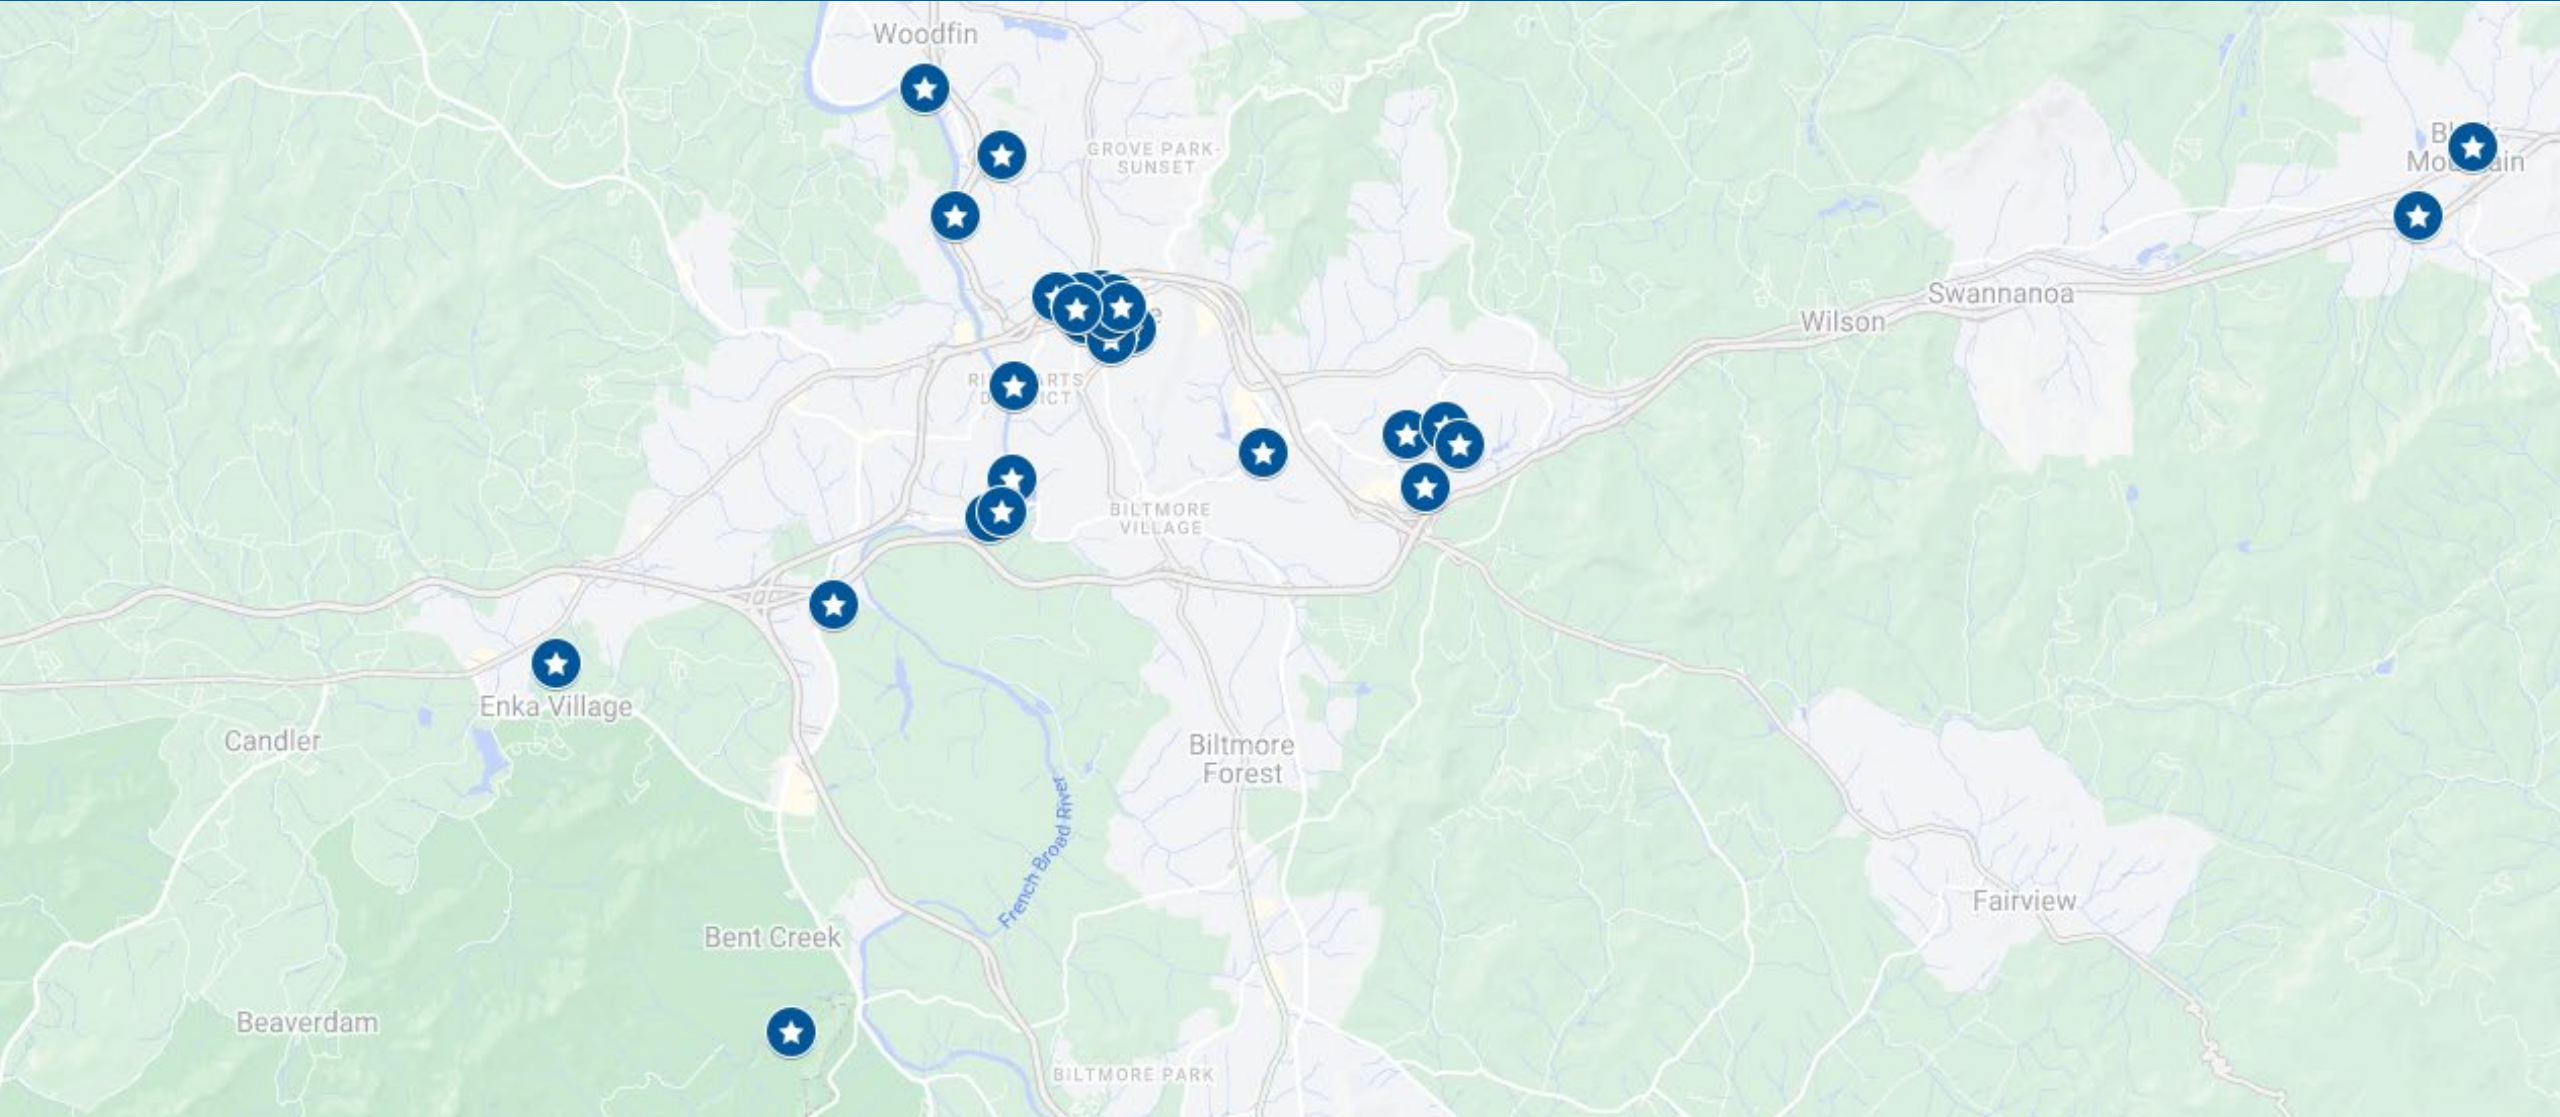 Woodfin
GROVE PARK-
SUNSET
Swannanoa
Wilson
BILTMORE
VILLAGE
Enka Village
Candler
Biltmore
Forest
French Broad River
Fairview
Bent Creek
Beaverdam
BILTMORE PARK